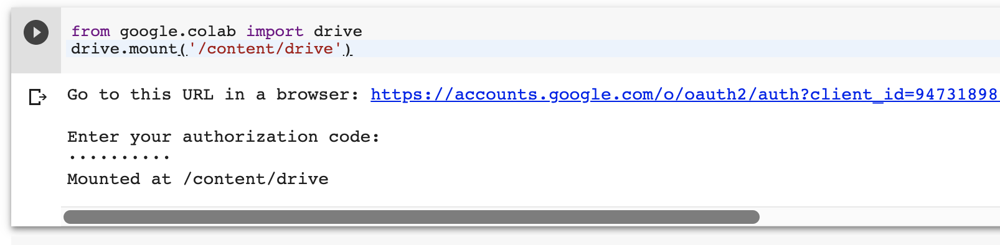 from google.colab import drive
drive.mount('/content/drive')
Go to this URL in a browser: https://accounts.google.com/o/oauth2/auth?client_id=94731898
Enter your authorization code:
··········
Mounted at /content/drive